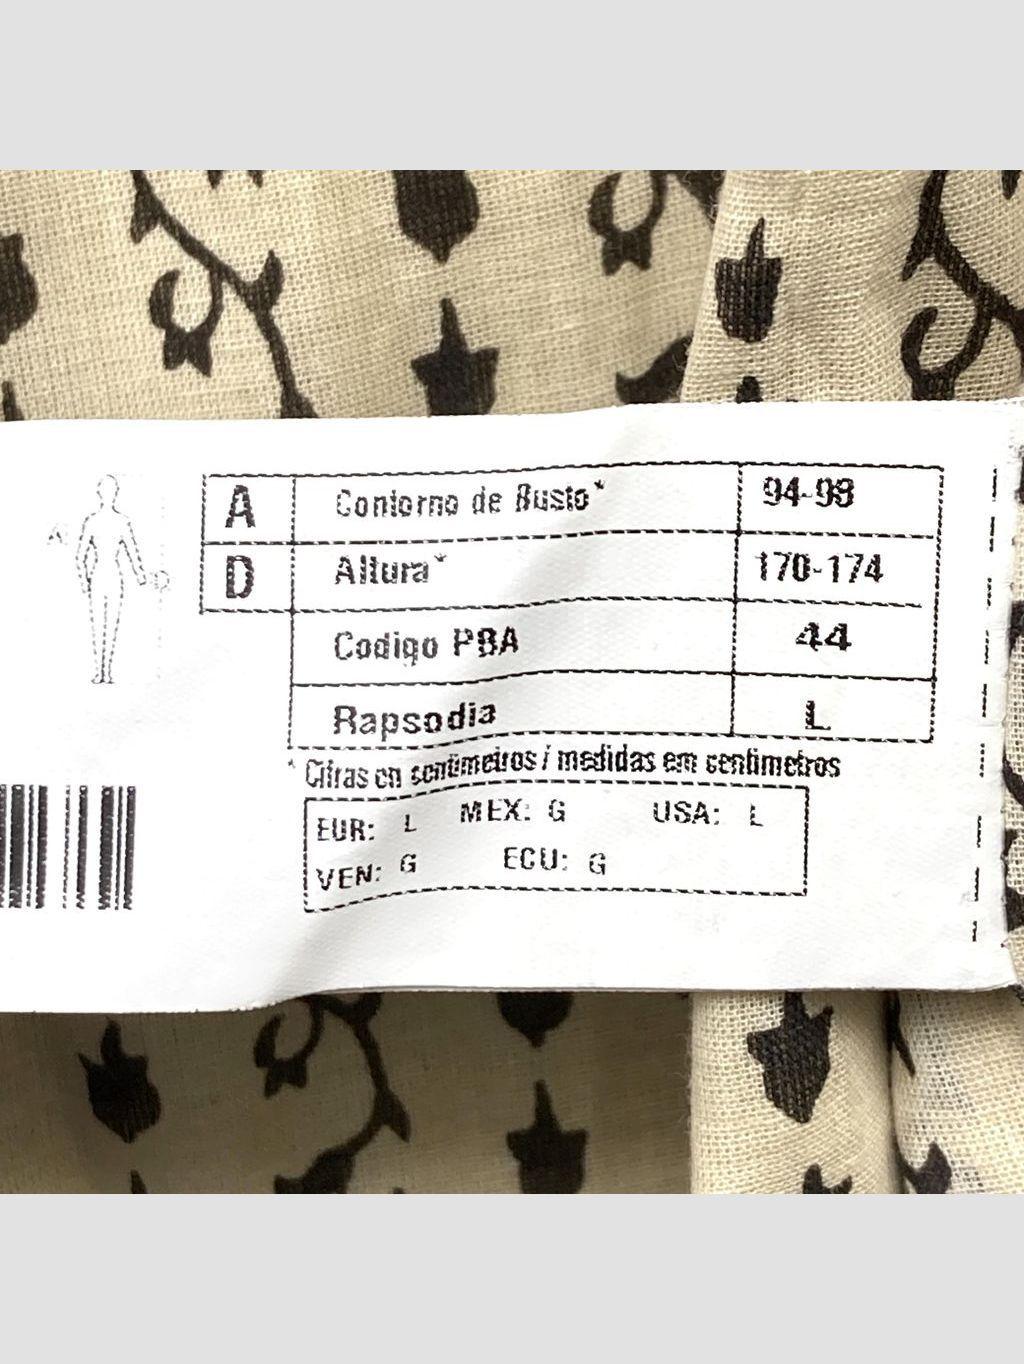 A Contorno de Busto* 94-98
D Altura* 170-174
Codigo PBA 44
Rapsodia L
* Cifras en centimetros / medidas em centimetros
EUR: L MEX: G USA: L
VEN: G ECU: G